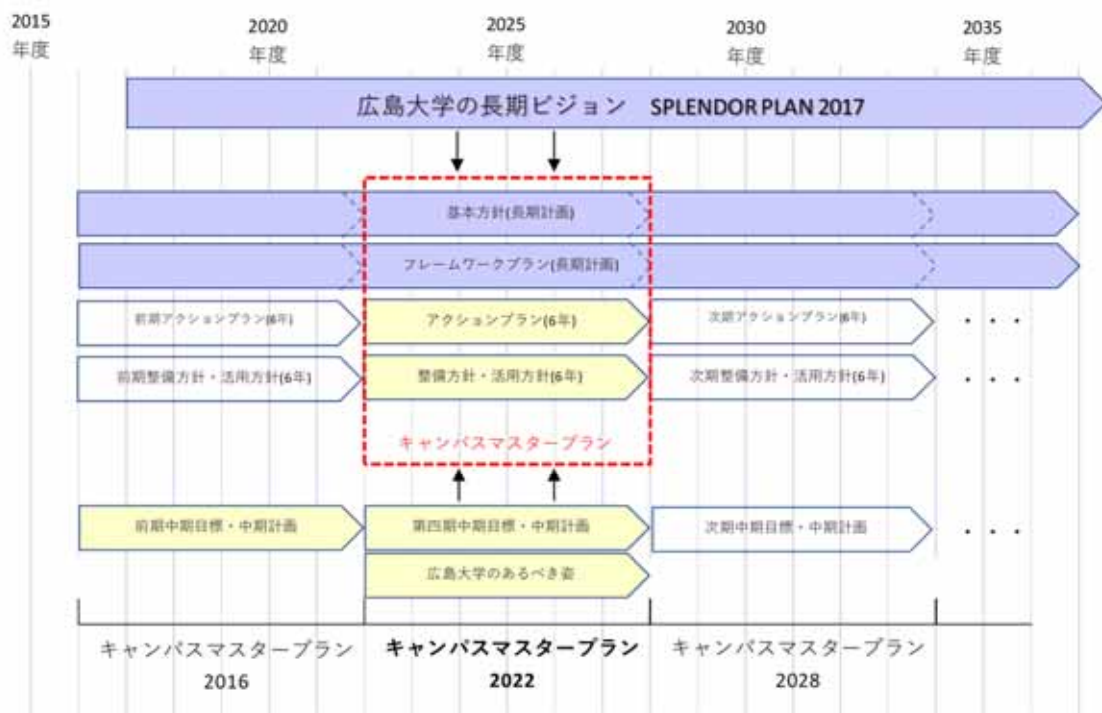 2015
年度
2020
年度
2025
年度
2030
年度
2035
年度
広島大学の長期ビジョン SPLENDOR PLAN 2017
基本方針(長期計画)
フレームワークプラン(長期計画)
前期アクションプラン(6年)
アクションプラン(6年)
次期アクションプラン(6年)
・・・
前期整備方針・活用方針(6年)
整備方針・活用方針(6年)
次期整備方針・活用方針(6年)
・・・
キャンパスマスタープラン
前期中期目標・中期計画
第四期中期目標・中期計画
次期中期目標・中期計画
・・・
広島大学のあるべき姿
キャンパスマスタープラン
2016
キャンパスマスタープラン
2022
キャンパスマスタープラン
2028